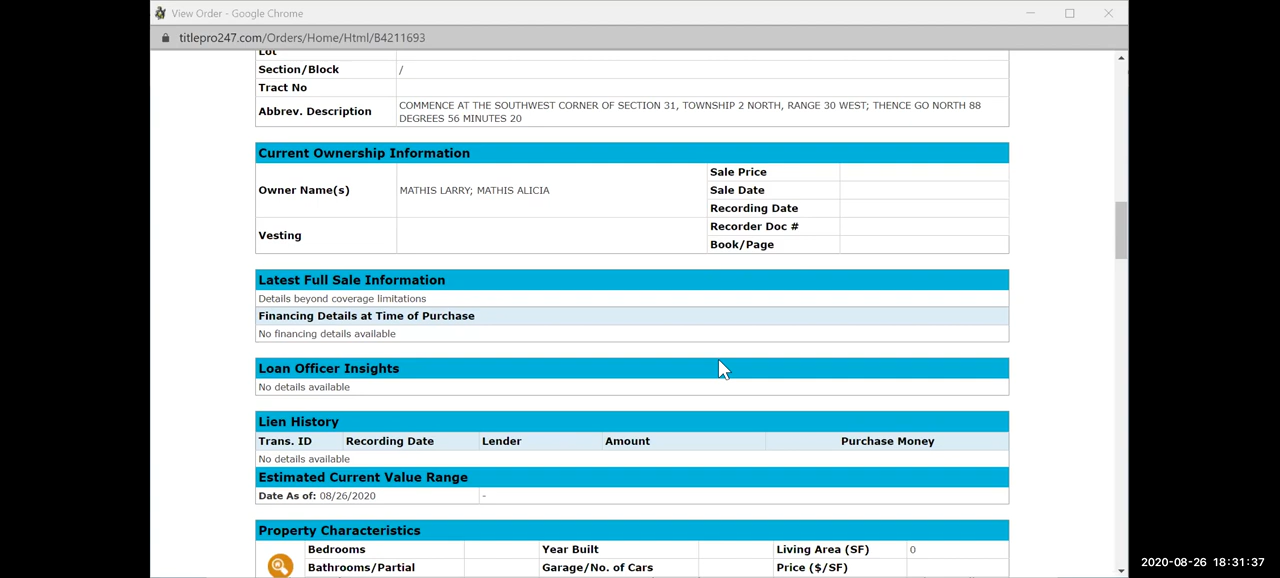 View Order - Google Chrome
titlepro247.com/Orders/Home/Html/B4211693
Lot
Section/Block /
Tract No
Abbrev. Description COMMENCE AT THE SOUTHWEST CORNER OF SECTION 31, TOWNSHIP 2 NORTH, RANGE 30 WEST; THENCE GO NORTH 88
DEGREES 56 MINUTES 20
Current Ownership Information
Sale Price
Owner Name(s) MATHIS LARRY; MATHIS ALICIA Sale Date
Recording Date
Recorder Doc #
Vesting
Book/Page
Latest Full Sale Information
Details beyond coverage limitations
Financing Details at Time of Purchase
No financing details available
Loan Officer Insights
No details available
Lien History
Trans. ID Recording Date Lender Amount Purchase Money
No details available
Estimated Current Value Range
Date As of: 08/26/2020 -
Property Characteristics
Bedrooms Year Built Living Area (SF) 0
Bathrooms/Partial Garage/No. of Cars Price ($/SF)
2020-08-26 18:31:37